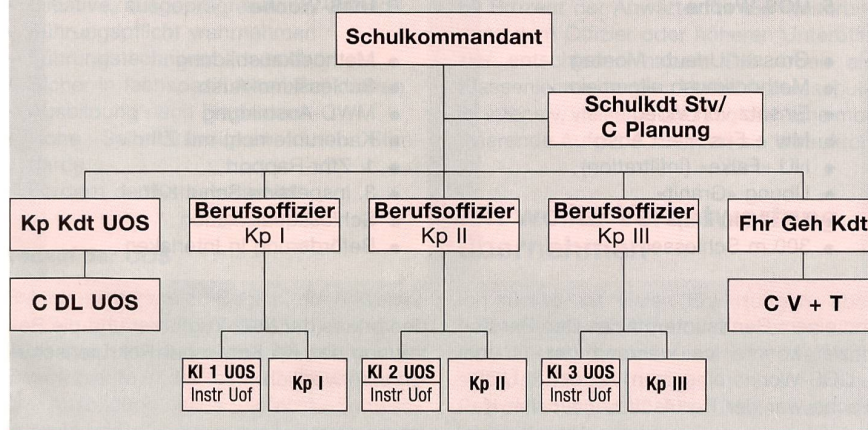 Schulkommandant
Schulkdt Stv/
C Planung
Kp Kdt UOS
Berufsoffizier
Kp I
Berufsoffizier
Kp II
Berufsoffizier
Kp III
Fhr Geh Kdt
C DL UOS
C V + T
Kl 1 UOS
Instr Uof
Kp I
Kl 2 UOS
Instr Uof
Kp II
Kl 3 UOS
Instr Uof
Kp III